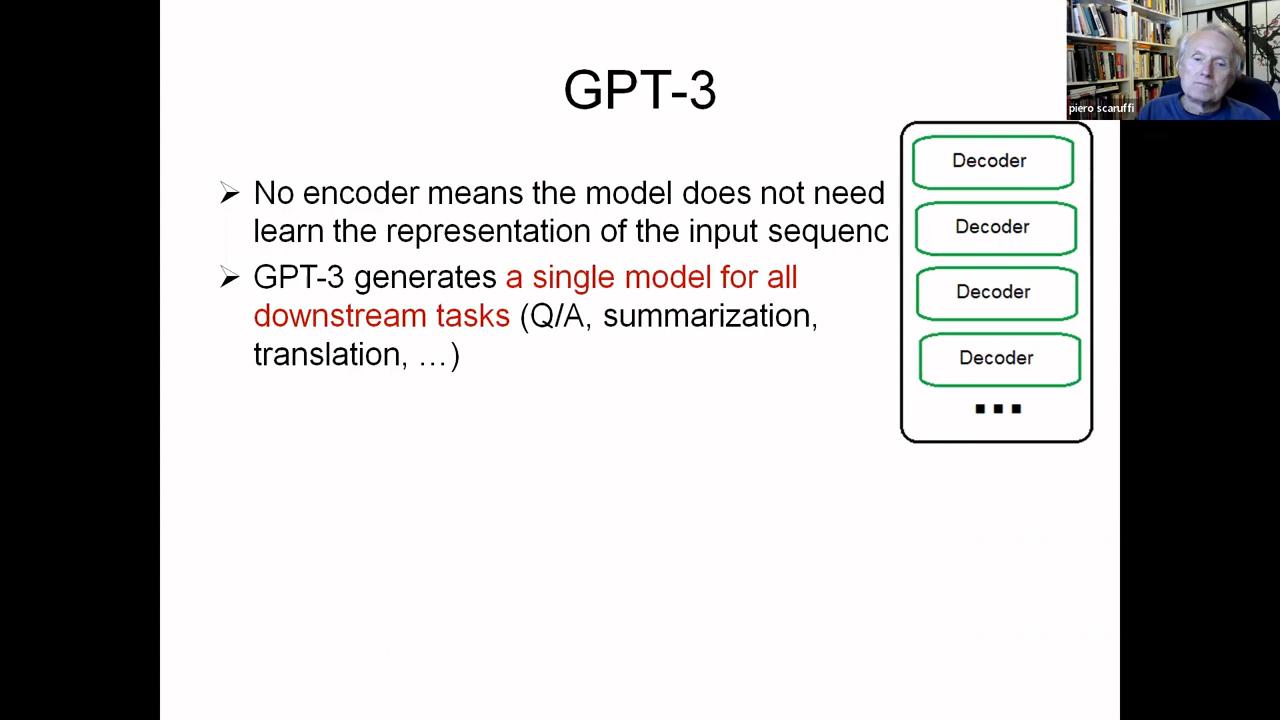 GPT-3
piero scaruffi
➢ No encoder means the model does not need
learn the representation of the input sequenc
➢ GPT-3 generates a single model for all
downstream tasks (Q/A, summarization,
translation, …)
Decoder
Decoder
Decoder
Decoder
...